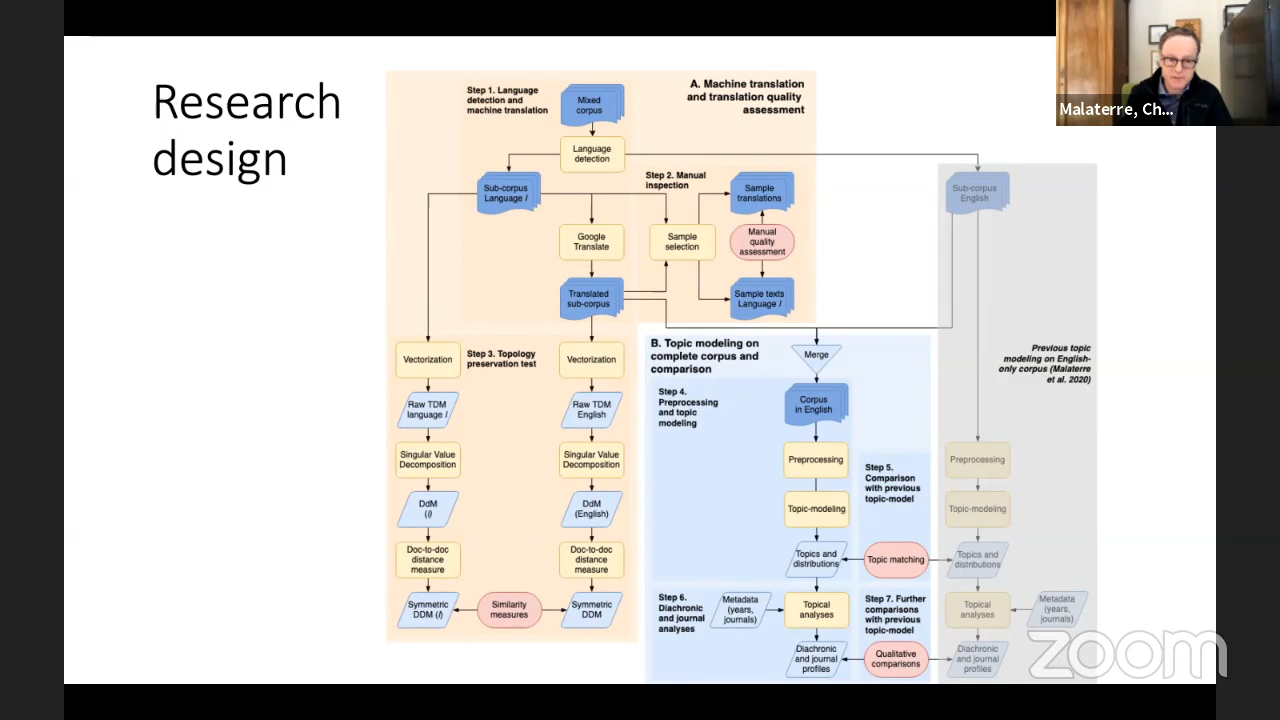 Research
design
Malaterre, Ch...
A. Machine translation
and translation quality
assessment
Step 1. Language
detection and
machine translation
Mixed
corpus
Language
detection
Sub-corpus
Language l
Step 2. Manual
inspection
Sample
translations
Sub-corpus
English
Google
Translate
Sample
selection
Manual
quality
assessment
Translated
sub-corpus
Sample texts
Language l
Vectorization
Step 3. Topology
preservation test
Vectorization
Raw TDM
language l
Raw TDM
English
Singular Value
Decomposition
Singular Value
Decomposition
DdM
(l)
DdM
(English)
Doc-to-doc
distance
measure
Doc-to-doc
distance
measure
Symmetric
DDM (l)
Similarity
measures
Symmetric
DDM
B. Topic modeling on
complete corpus and
comparison
Merge
Previous topic
modeling on English-
only corpus (Malaterre
et al. 2020)
Step 4.
Preprocessing
and topic
modeling
Corpus
in English
Preprocessing
Step 5.
Comparison
with previous
topic-model
Preprocessing
Topic-modeling
Topic-modeling
Topics and
distributions
Topic matching
Topics and
distributions
Step 6.
Diachronic
and journal
analyses
Metadata
(years,
journals)
Topical
analyses
Step 7. Further
comparisons
with previous
topic-model
Topical
analyses
Metadata
(years,
journals)
Diachronic
and journal
profiles
Qualitative
comparisons
Diachronic
and journal
profiles
zoom